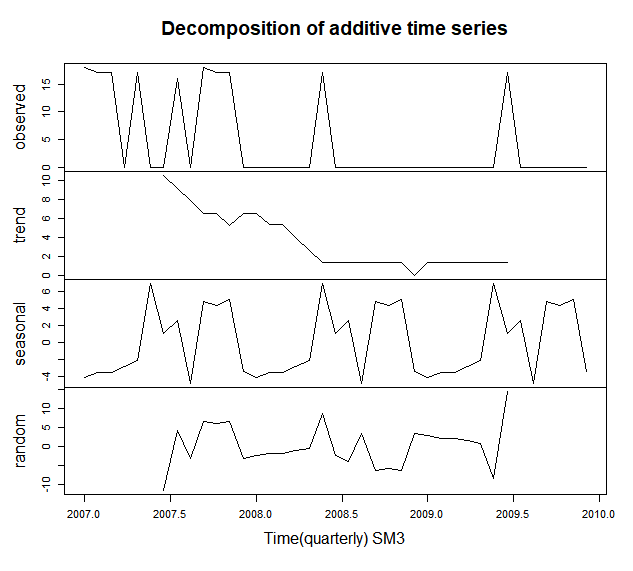 Decomposition of additive time series
observed
0 5 10 15
trend
0 2 4 6 8 10
seasonal
-4 0 2 4 6
random
-10 0 5 10
2007.0 2007.5 2008.0 2008.5 2009.0 2009.5 2010.0
Time(quarterly) SM3